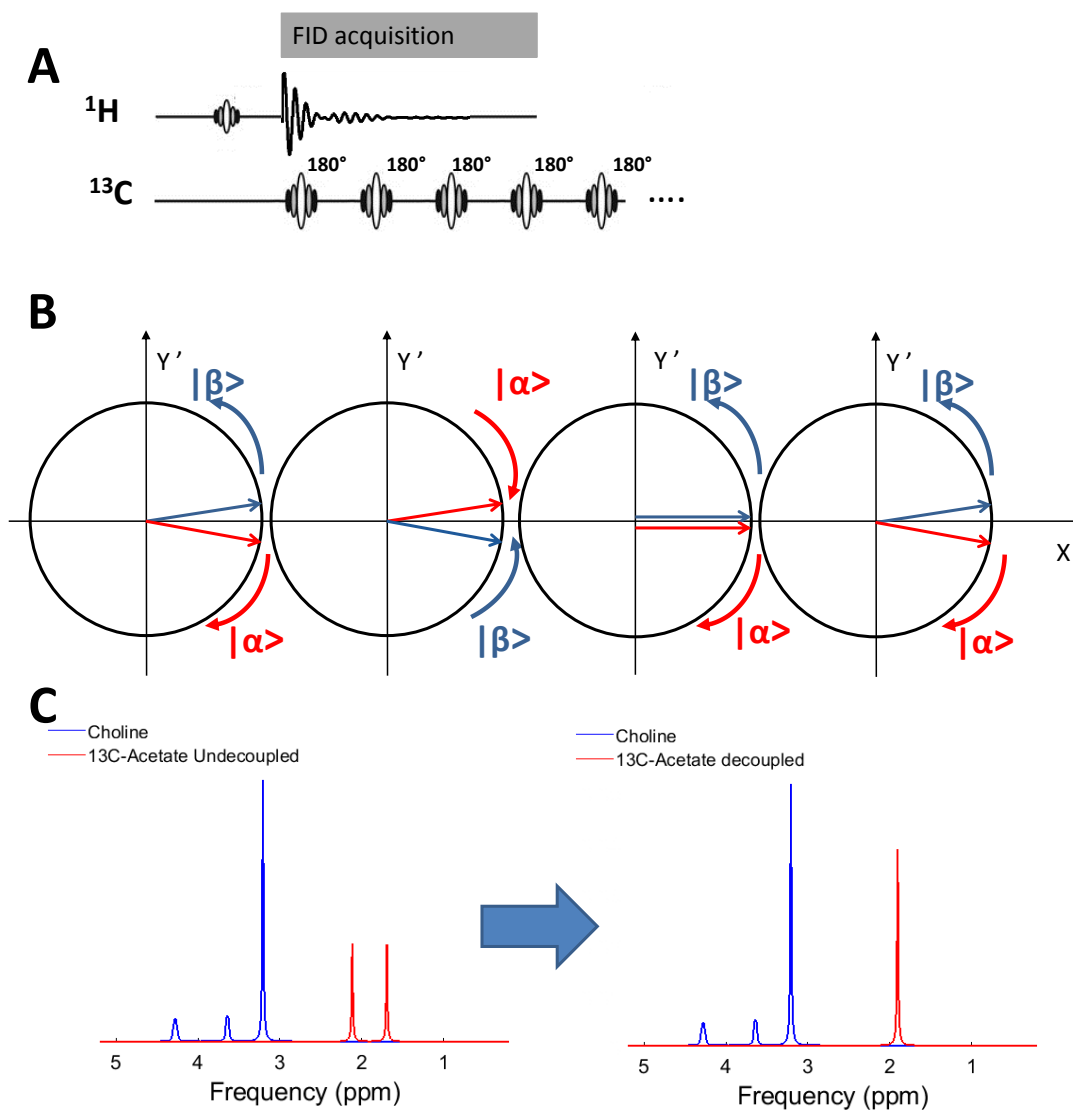 A
FID acquisition
¹H
180° 180° 180° 180° 180°
¹³C
....
B
Y’ Y’ Y’ Y’
|β> |α> |β> |β>
X
|α> |β> |α> |α>
C
Choline
13C-Acetate Undecoupled
Choline
13C-Acetate decoupled
5 4 3 2 1
Frequency (ppm)
5 4 3 2 1
Frequency (ppm)